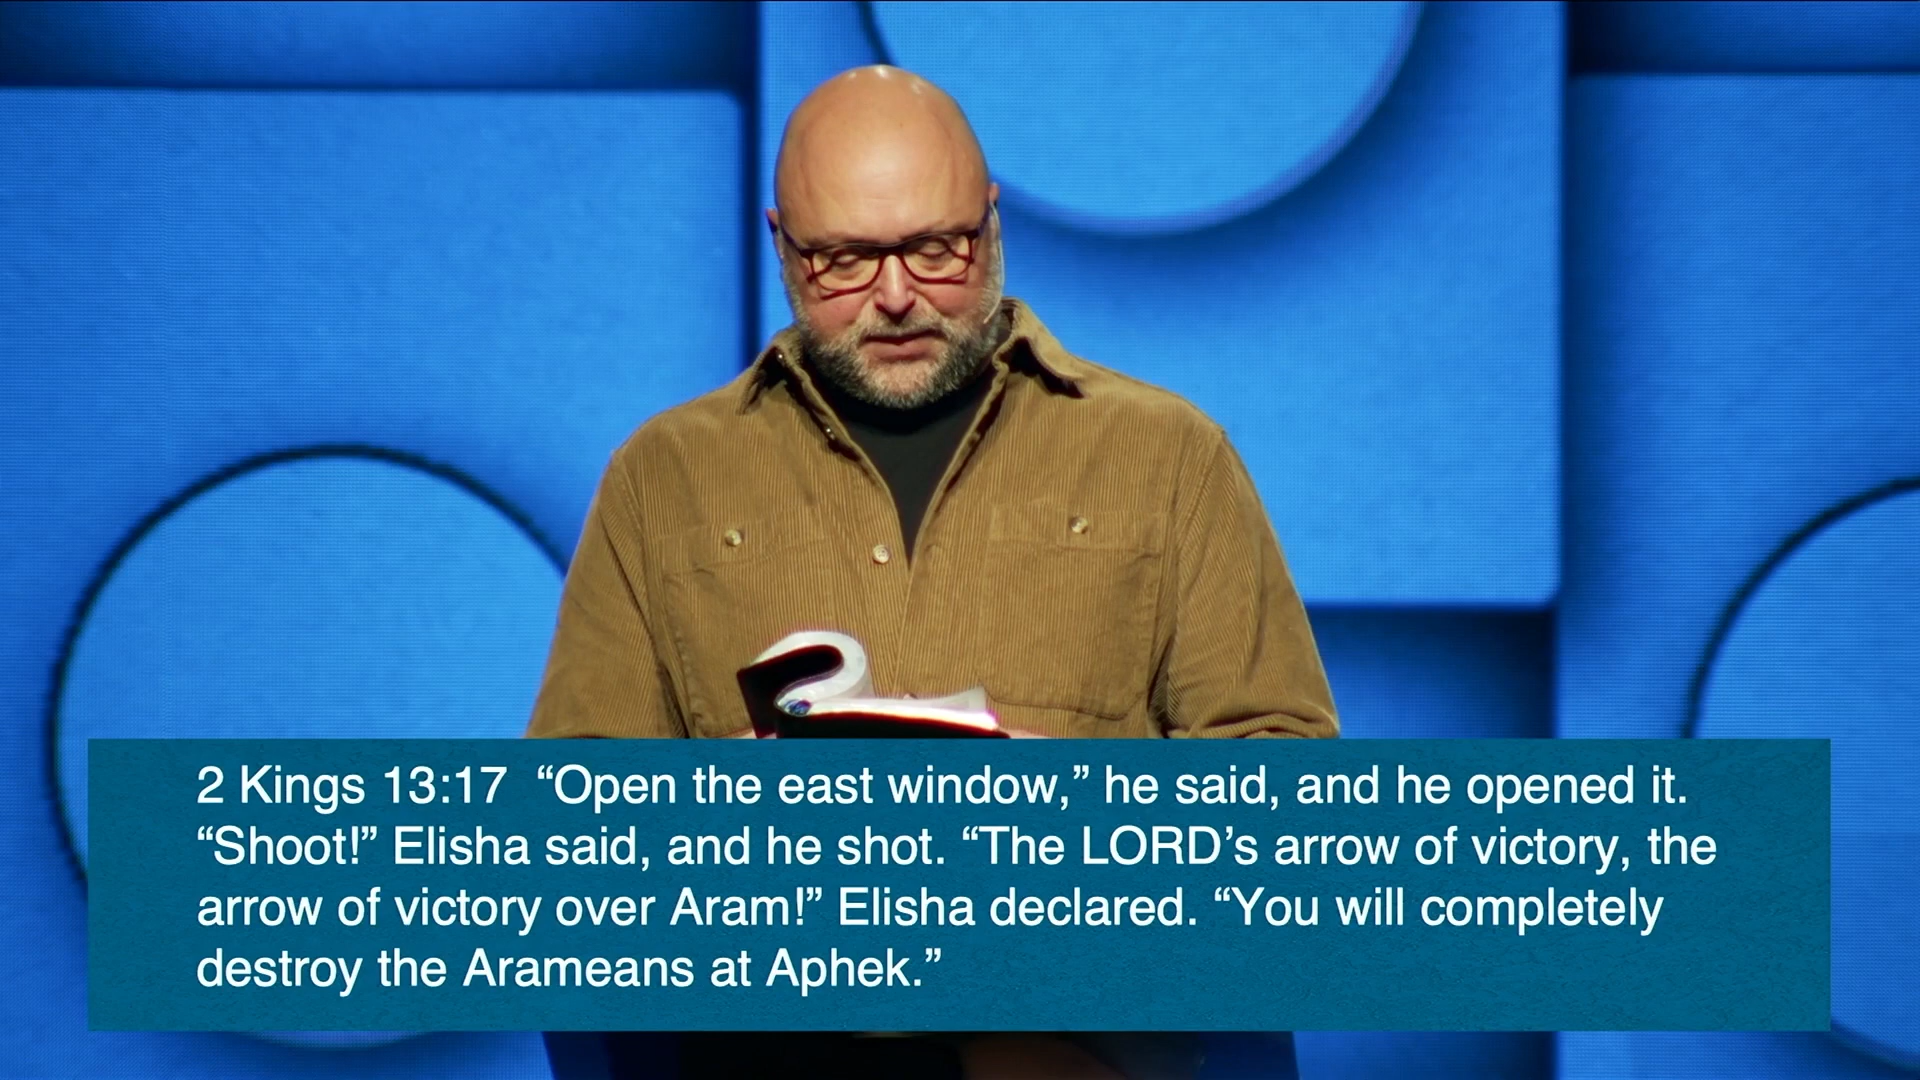 2 Kings 13:17  “Open the east window,” he said, and he opened it.
“Shoot!” Elisha said, and he shot. “The LORD’s arrow of victory, the
arrow of victory over Aram!” Elisha declared. “You will completely
destroy the Arameans at Aphek.”